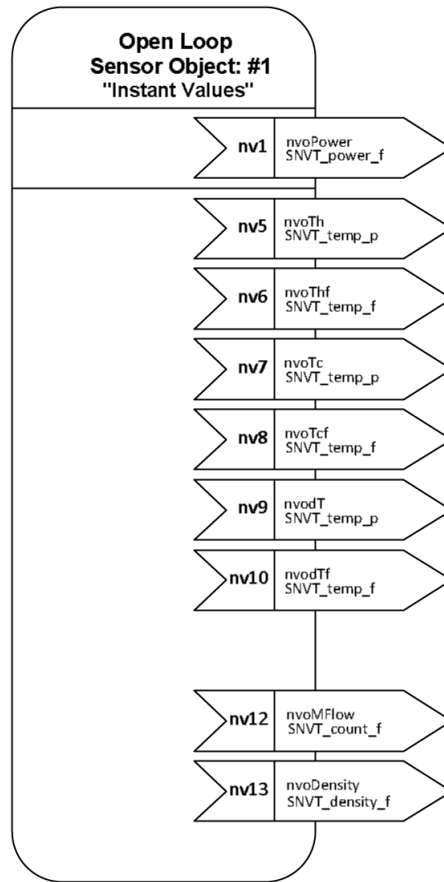 Open Loop
Sensor Object: #1
"Instant Values"
nv1
nvoPower
SNVT_power_f
nv5
nvoTh
SNVT_temp_p
nv6
nvoThf
SNVT_temp_f
nv7
nvoTc
SNVT_temp_p
nv8
nvoTcf
SNVT_temp_f
nv9
nvodT
SNVT_temp_p
nv10
nvodTf
SNVT_temp_f
nv12
nvoMFlow
SNVT_count_f
nv13
nvoDensity
SNVT_density_f